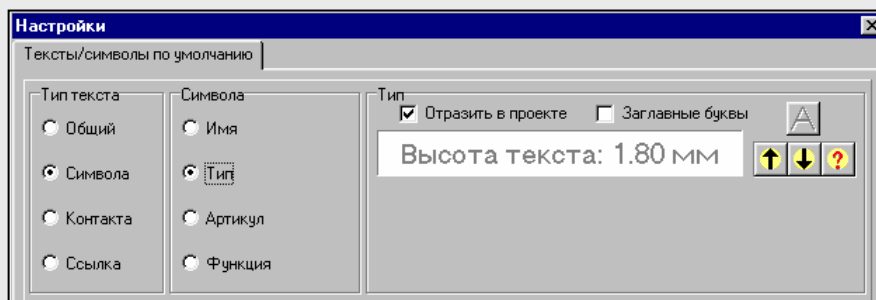 Настройки
Тексты/символы по умолчанию
Тип текста
Общий
Символа
Контакта
Ссылка
Символа
Имя
Тип
Артикул
Функция
Тип
Отразить в проекте
Заглавные буквы
A
Высота текста: 1.80 мм
?